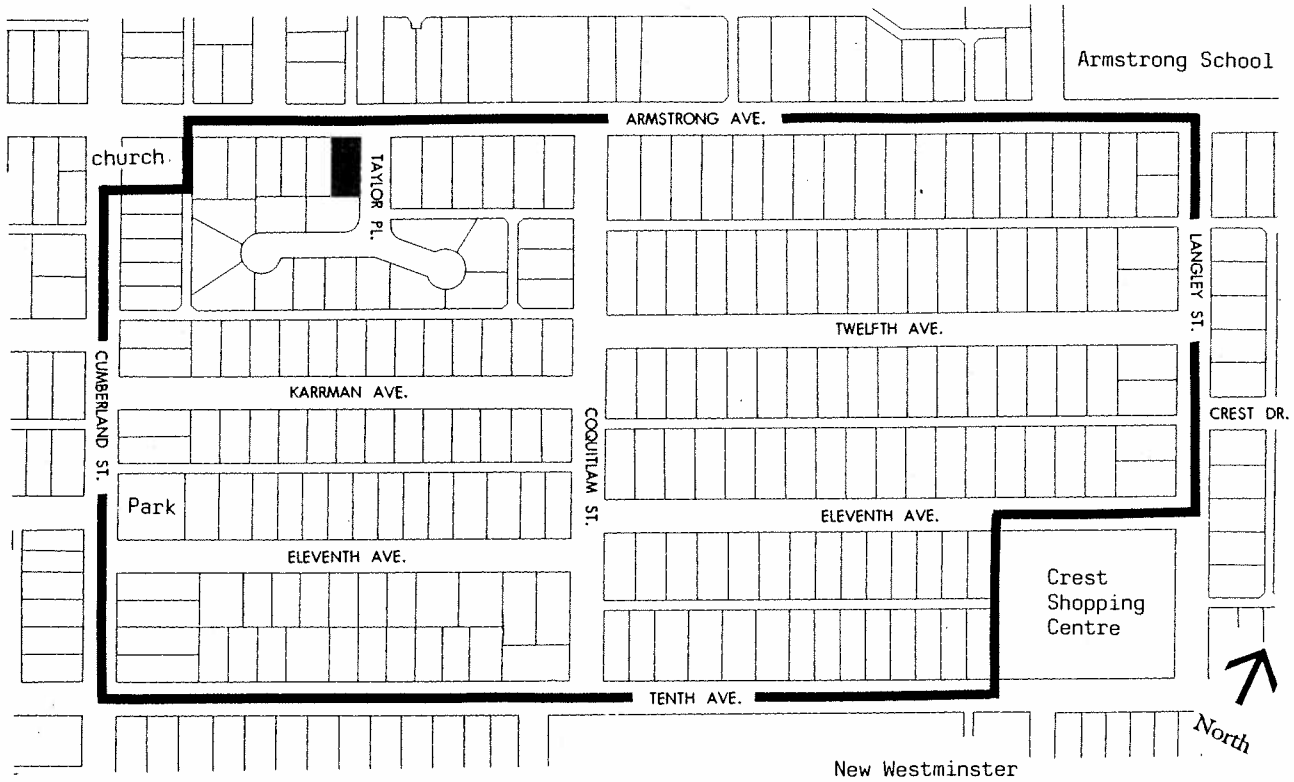 Armstrong School
ARMSTRONG AVE.
church
TAYLOR PL.
LANGLEY ST.
TWELFTH AVE.
CUMBERLAND ST.
KARRMAN AVE.
COQUITLAM ST.
CREST DR.
Park
ELEVENTH AVE.
ELEVENTH AVE.
Crest
Shopping
Centre
TENTH AVE.
North
New Westminster